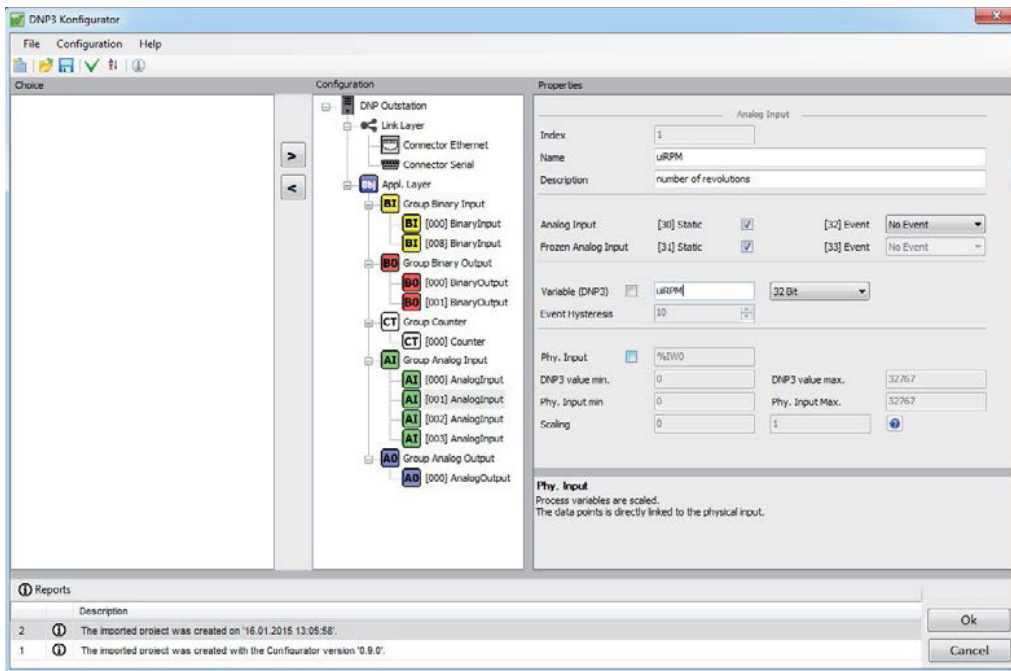 DNP3 Konfigurator
File Configuration Help
Choice
Configuration
Properties
DNP Outstation
Link Layer
Connector Ethernet
Connector Serial
Obj Appl. Layer
BI Group Binary Input
BI [000] BinaryInput
BI [008] BinaryInput
BO Group Binary Output
BO [000] BinaryOutput
BO [001] BinaryOutput
CT Group Counter
CT [000] Counter
AI Group Analog Input
AI [000] AnalogInput
AI [001] AnalogInput
AI [002] AnalogInput
AI [003] AnalogInput
AO Group Analog Output
AO [000] AnalogOutput
Analog Input
Index 1
Name uiRPM
Description number of revolutions
Analog Input [30] Static [32] Event No Event
Frozen Analog Input [31] Static [33] Event No Event
Variable (DNP3) uiRPM 32 Bit
Event Hysteresis 10
Phy. Input %IW0
DNP3 value min. 0 DNP3 value max. 32767
Phy. Input min 0 Phy. Input Max. 32767
Scaling 0 1
Phy. Input
Process variables are scaled.
The data points is directly linked to the physical input.
Reports
Description
2 The imported project was created on '16.01.2015 13:05:58'.
1 The imported project was created with the Configurator version '0.9.0'.
Ok
Cancel